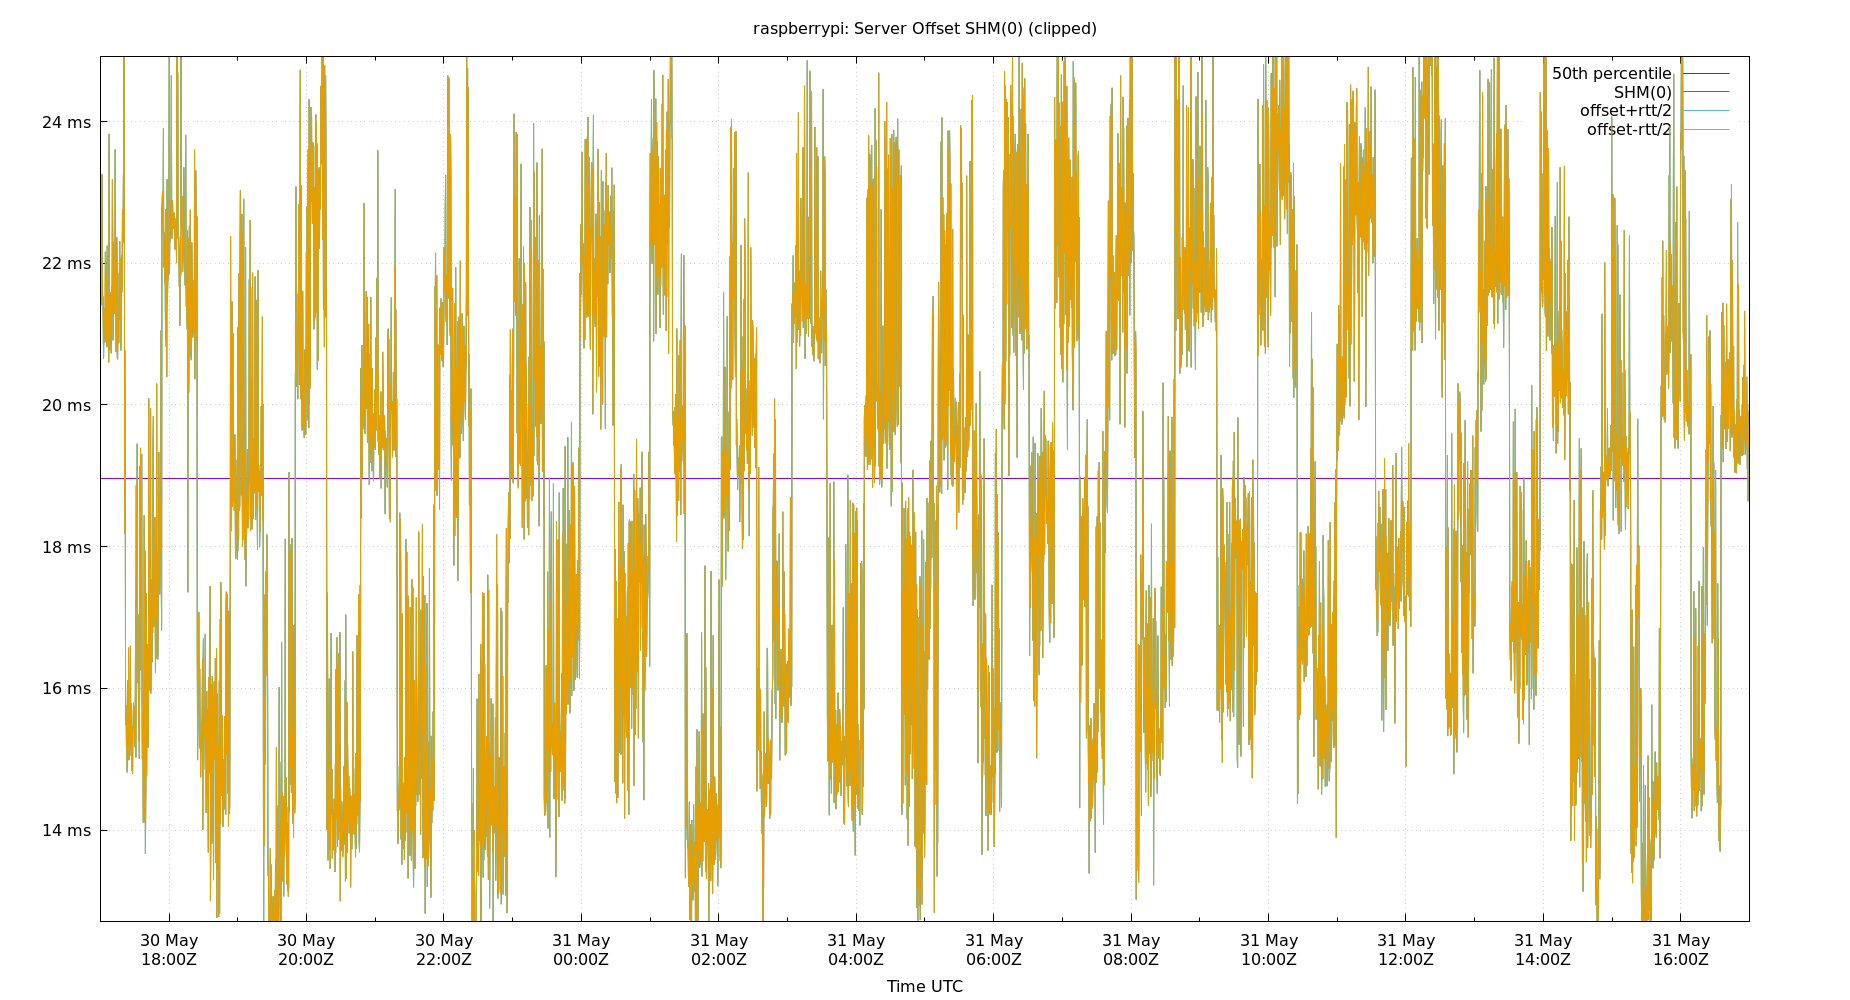 raspberrypi: Server Offset SHM(0) (clipped)
50th percentile
SHM(0)
offset+rtt/2
offset-rtt/2
24 ms
22 ms
20 ms
18 ms
16 ms
14 ms
30 May 30 May 30 May 31 May 31 May 31 May 31 May 31 May 31 May 31 May 31 May 31 May
18:00Z 20:00Z 22:00Z 00:00Z 02:00Z 04:00Z 06:00Z 08:00Z 10:00Z 12:00Z 14:00Z 16:00Z
Time UTC